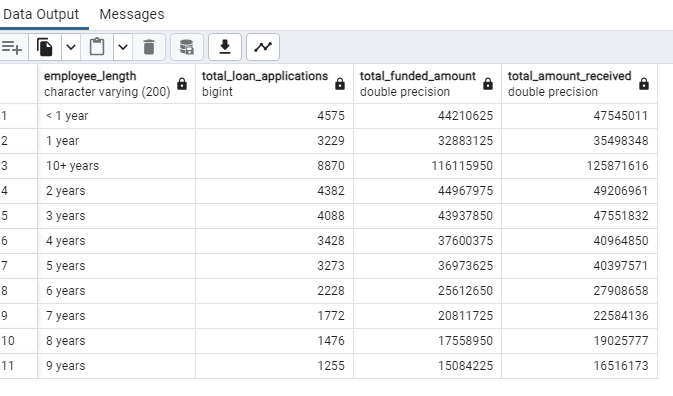 Data Output Messages
employee_length total_loan_applications total_funded_amount total_amount_received
character varying (200) bigint double precision double precision
1 < 1 year 4575 44210625 47545011
2 1 year 3229 32883125 35498348
3 10+ years 8870 116115950 125871616
4 2 years 4382 44967975 49206961
5 3 years 4088 43937850 47551832
6 4 years 3428 37600375 40964850
7 5 years 3273 36973625 40397571
8 6 years 2228 25612650 27908658
9 7 years 1772 20811725 22584136
10 8 years 1476 17558950 19025777
11 9 years 1255 15084225 16516173